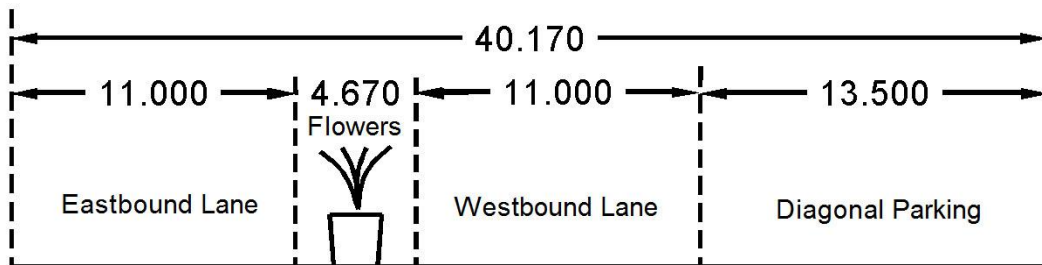 40.170
11.000 4.670 11.000 13.500
Flowers
Eastbound Lane Westbound Lane Diagonal Parking